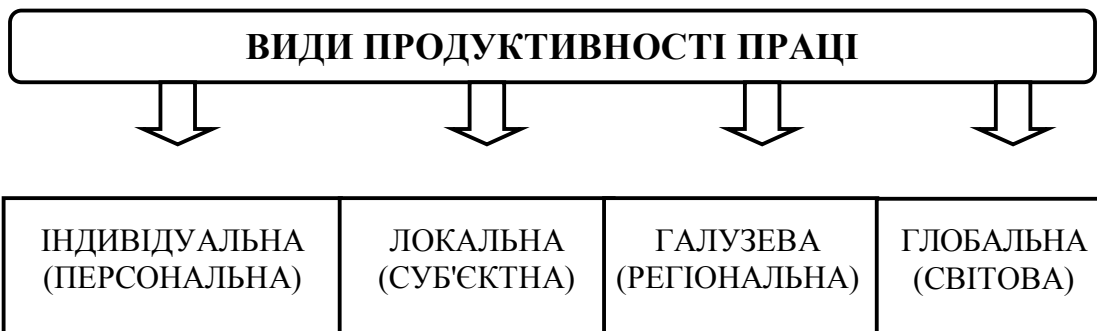 ВИДИ ПРОДУКТИВНОСТІ ПРАЦІ
ІНДИВІДУАЛЬНА
(ПЕРСОНАЛЬНА)
ЛОКАЛЬНА
(СУБ'ЄКТНА)
ГАЛУЗЕВА
(РЕГІОНАЛЬНА)
ГЛОБАЛЬНА
(СВІТОВА)